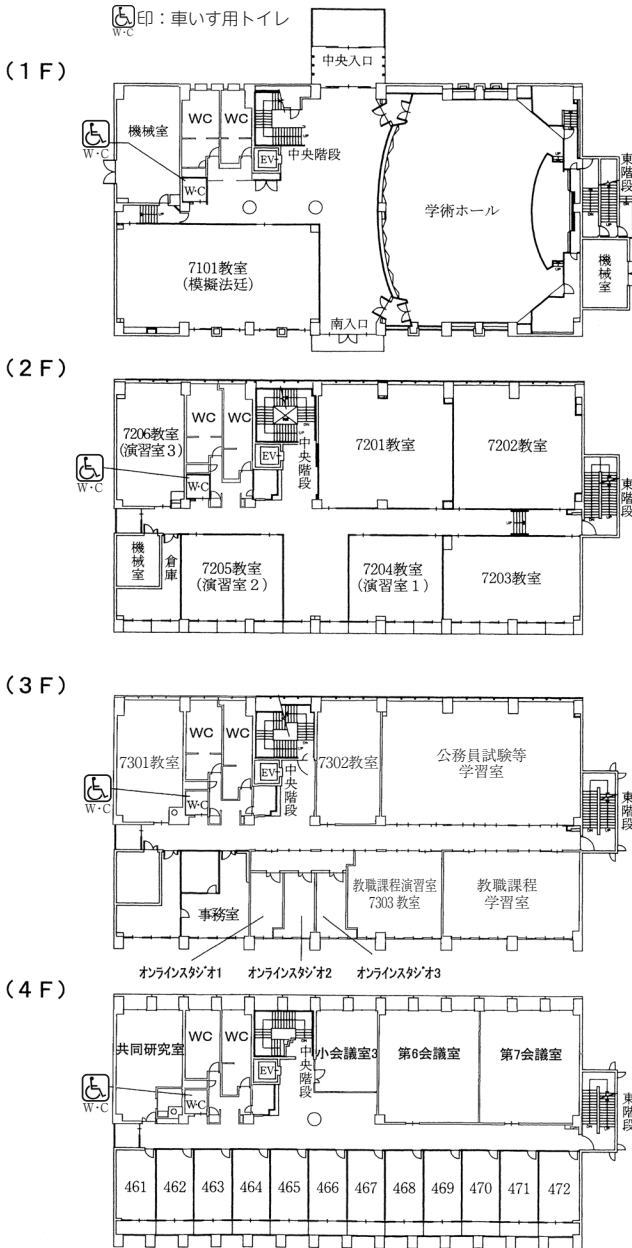 W･C
印：車いす用トイレ
（１Ｆ）
中央入口
機械室
WC
WC
W･C
W･C
EV
UP
中央階段
東階段
学術ホール
機械室
7101教室
(模擬法廷)
南入口
（２Ｆ）
7206教室
(演習室３)
WC
WC
W･C
W･C
EV
中央階段
7201教室
7202教室
東階段
機械室
倉庫
7205教室
(演習室２)
7204教室
(演習室１)
7203教室
（３Ｆ）
7301教室
WC
WC
W･C
W･C
EV
中央階段
7302教室
公務員試験等
学習室
東階段
事務室
教職課程演習室
7303教室
教職課程
学習室
オンラインスタジオ1
オンラインスタジオ2
オンラインスタジオ3
（４Ｆ）
共同研究室
WC
WC
W･C
W･C
EV
中央階段
小会議室3
第6会議室
第7会議室
東階段
461
462
463
464
465
466
467
468
469
470
471
472